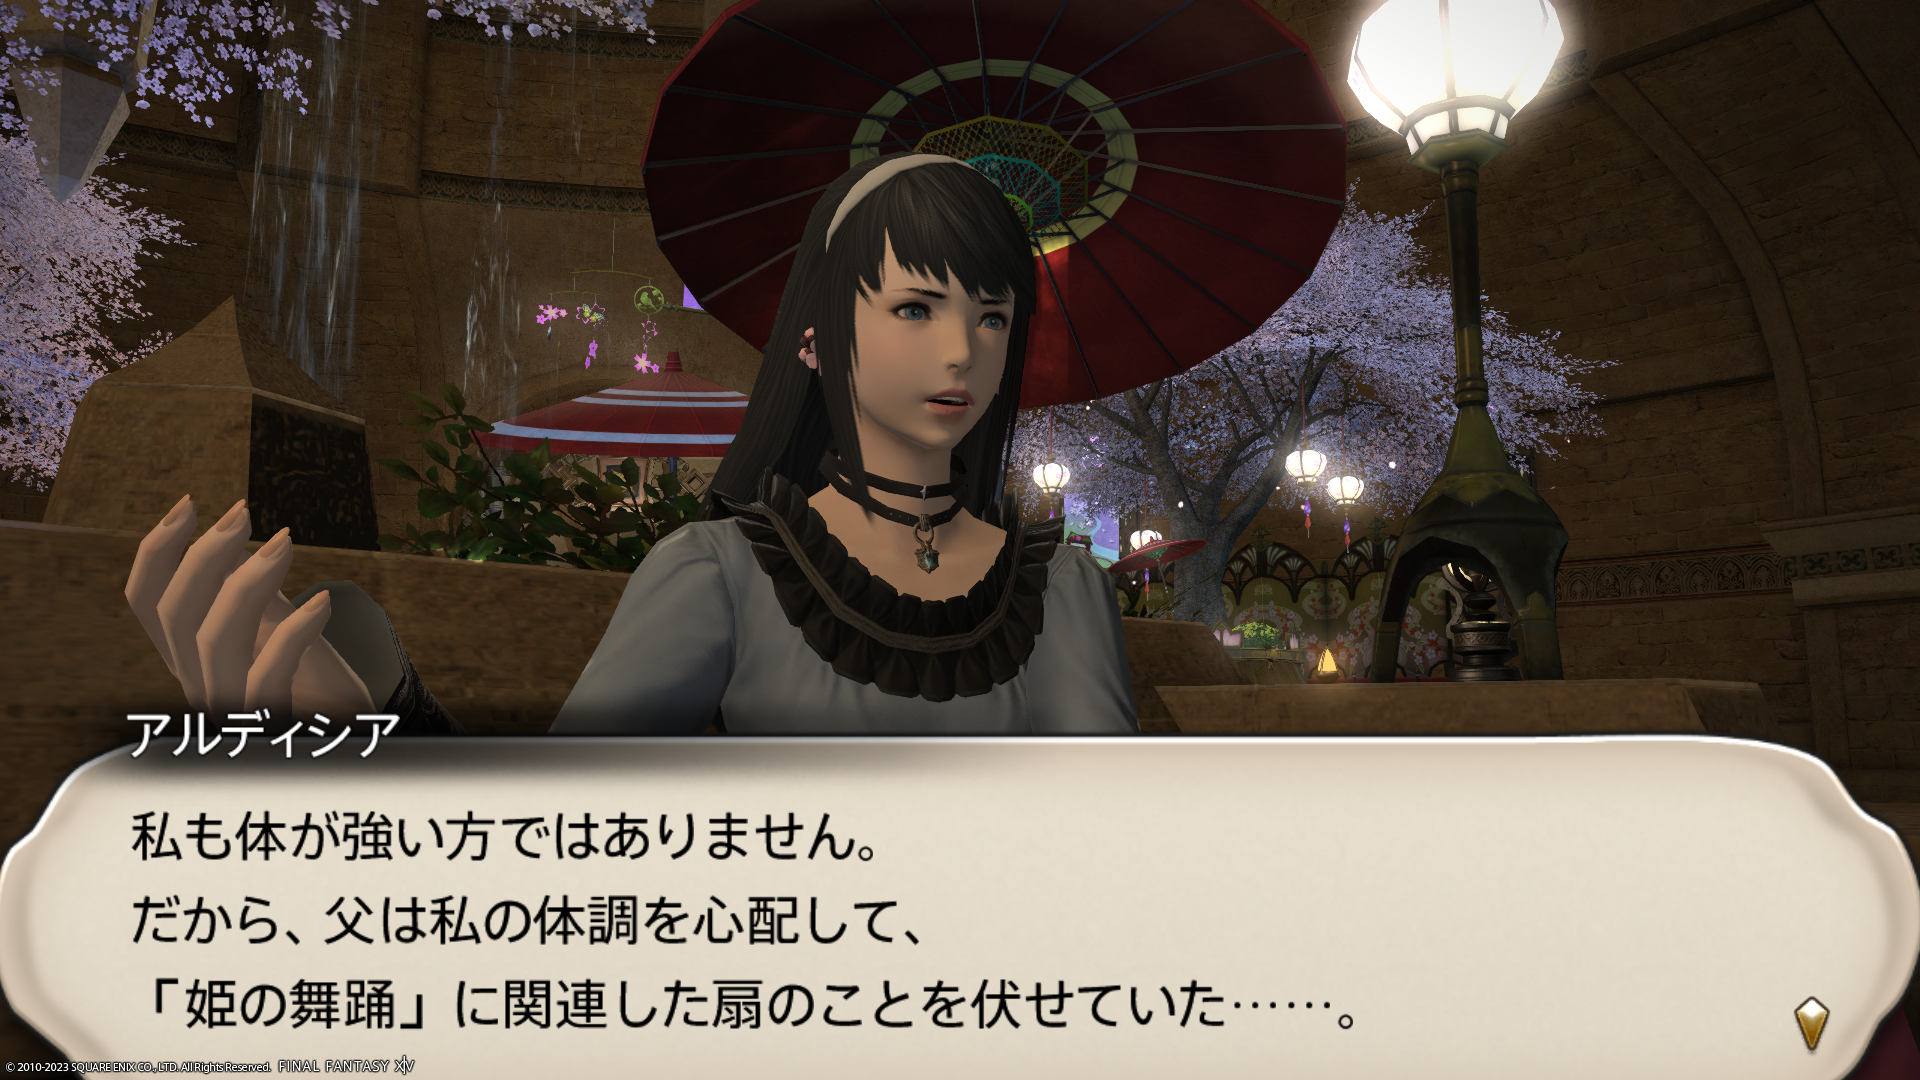 アルディシア
私も体が強い方ではありません。
だから、父は私の体調を心配して、
「姫の舞踊」に関連した扇のことを伏せていた……。
© 2010-2023 SQUARE ENIX CO., LTD. All Rights Reserved. FINAL FANTASY XIV